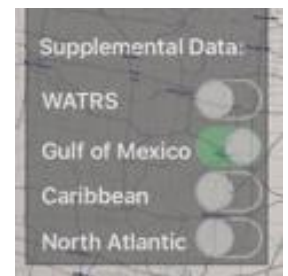 Supplemental Data:
WATRS
Gulf of Mexico
Caribbean
North Atlantic